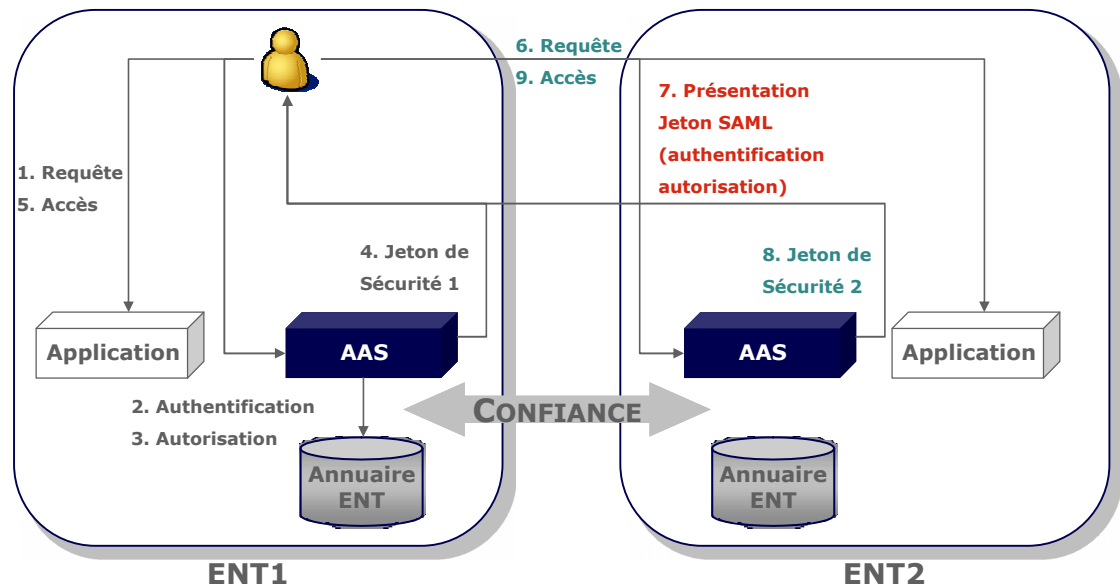 6. Requête
9. Accès
7. Présentation
Jeton SAML
(authentification
autorisation)
1. Requête
5. Accès
4. Jeton de
Sécurité 1
8. Jeton de
Sécurité 2
Application
AAS
AAS
Application
2. Authentification
3. Autorisation
CONFIANCE
Annuaire
ENT
Annuaire
ENT
ENT1
ENT2